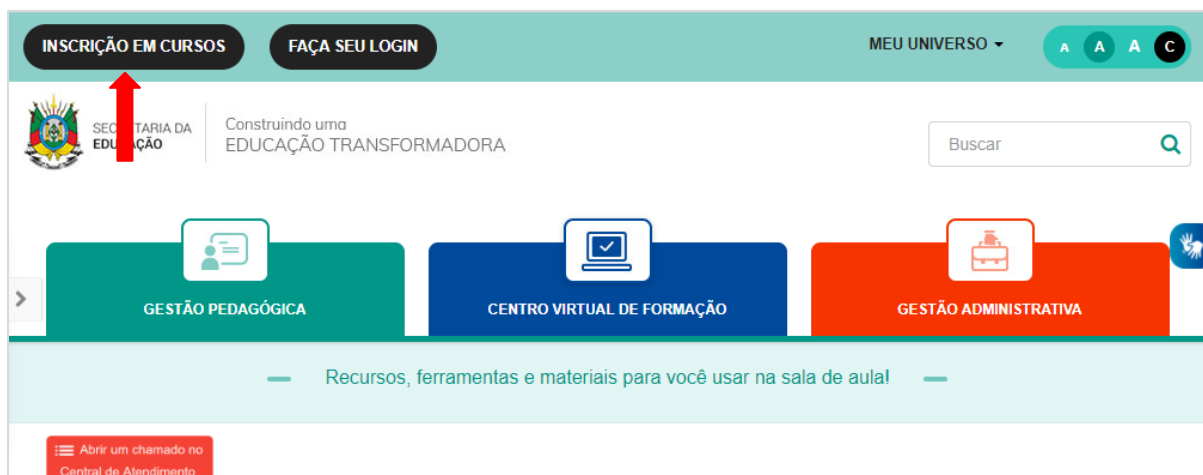 INSCRIÇÃO EM CURSOS
FAÇA SEU LOGIN
MEU UNIVERSO
A A A C
SECRETARIA DA
EDUCAÇÃO
Construindo uma
EDUCAÇÃO TRANSFORMADORA
Buscar
GESTÃO PEDAGÓGICA
CENTRO VIRTUAL DE FORMAÇÃO
GESTÃO ADMINISTRATIVA
Recursos, ferramentas e materiais para você usar na sala de aula!
Abrir um chamado no
Central de Atendimento